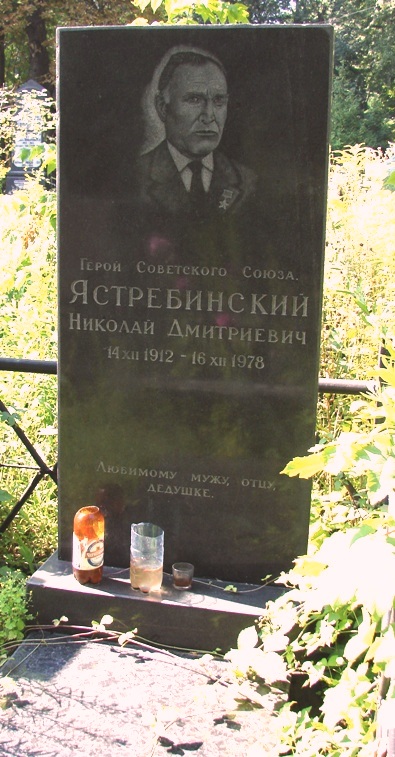 Герой Советского Союза.
Ястребинский
Николай Дмитриевич
14 XII 1912 - 16 XII 1978
Любимому мужу, отцу,
дедушке.